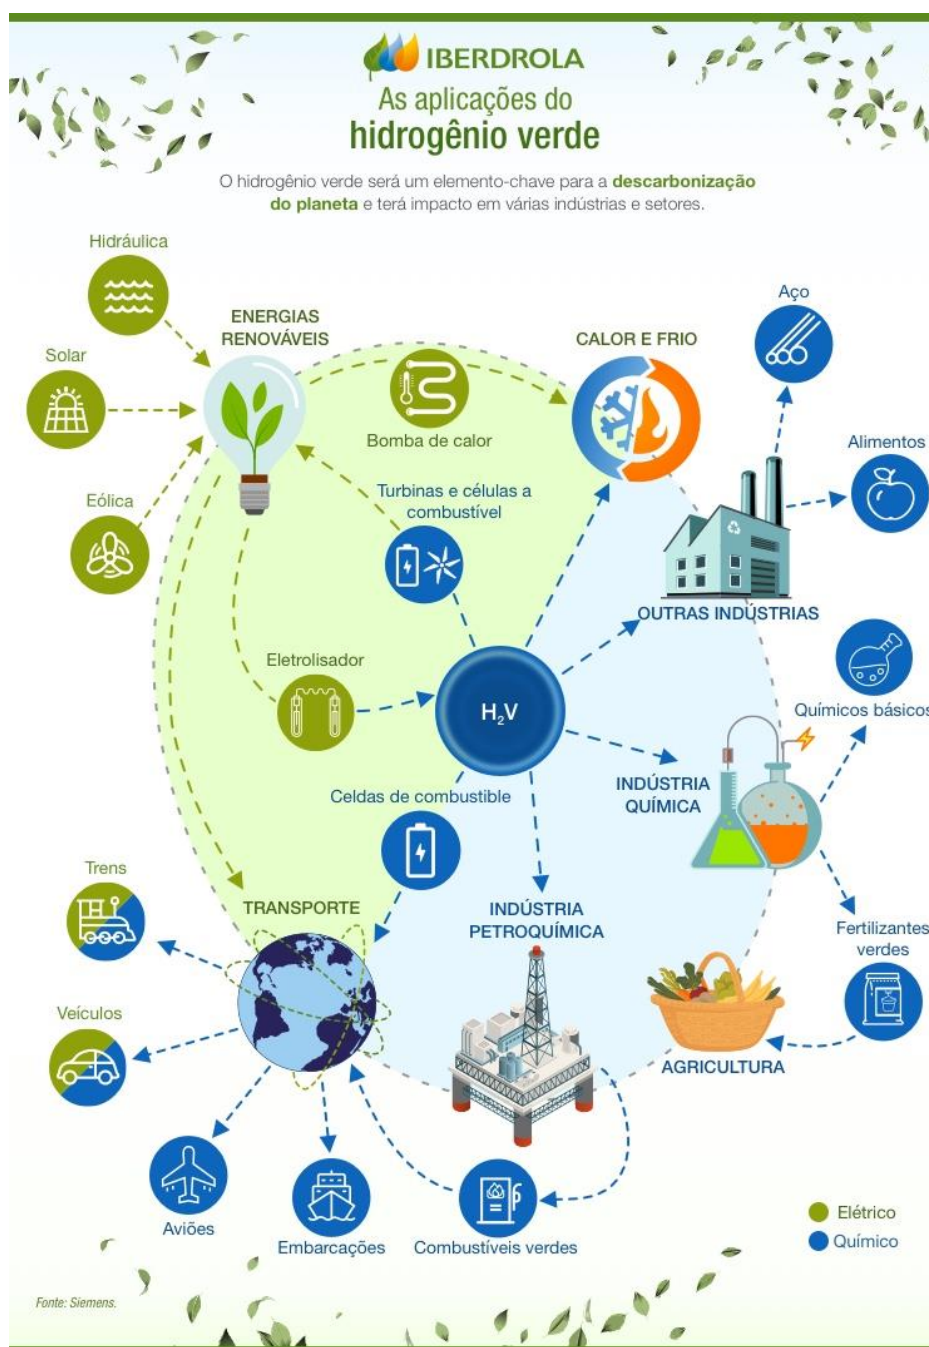 IBERDROLA
As aplicações do
hidrogênio verde
O hidrogênio verde será um elemento-chave para a descarbonização
do planeta e terá impacto em várias indústrias e setores.
Hidráulica
Solar
Eólica
ENERGIAS
RENOVÁVEIS
Bomba de calor
CALOR E FRIO
Aço
Alimentos
Turbinas e células a
combustível
OUTRAS INDÚSTRIAS
Eletrolisador
H₂V
Químicos básicos
INDÚSTRIA
QUÍMICA
Celdas de combustible
Trens
TRANSPORTE
INDÚSTRIA
PETROQUÍMICA
Fertilizantes
verdes
Veículos
AGRICULTURA
Aviões
Embarcações
Combustíveis verdes
Elétrico
Químico
Fonte: Siemens.